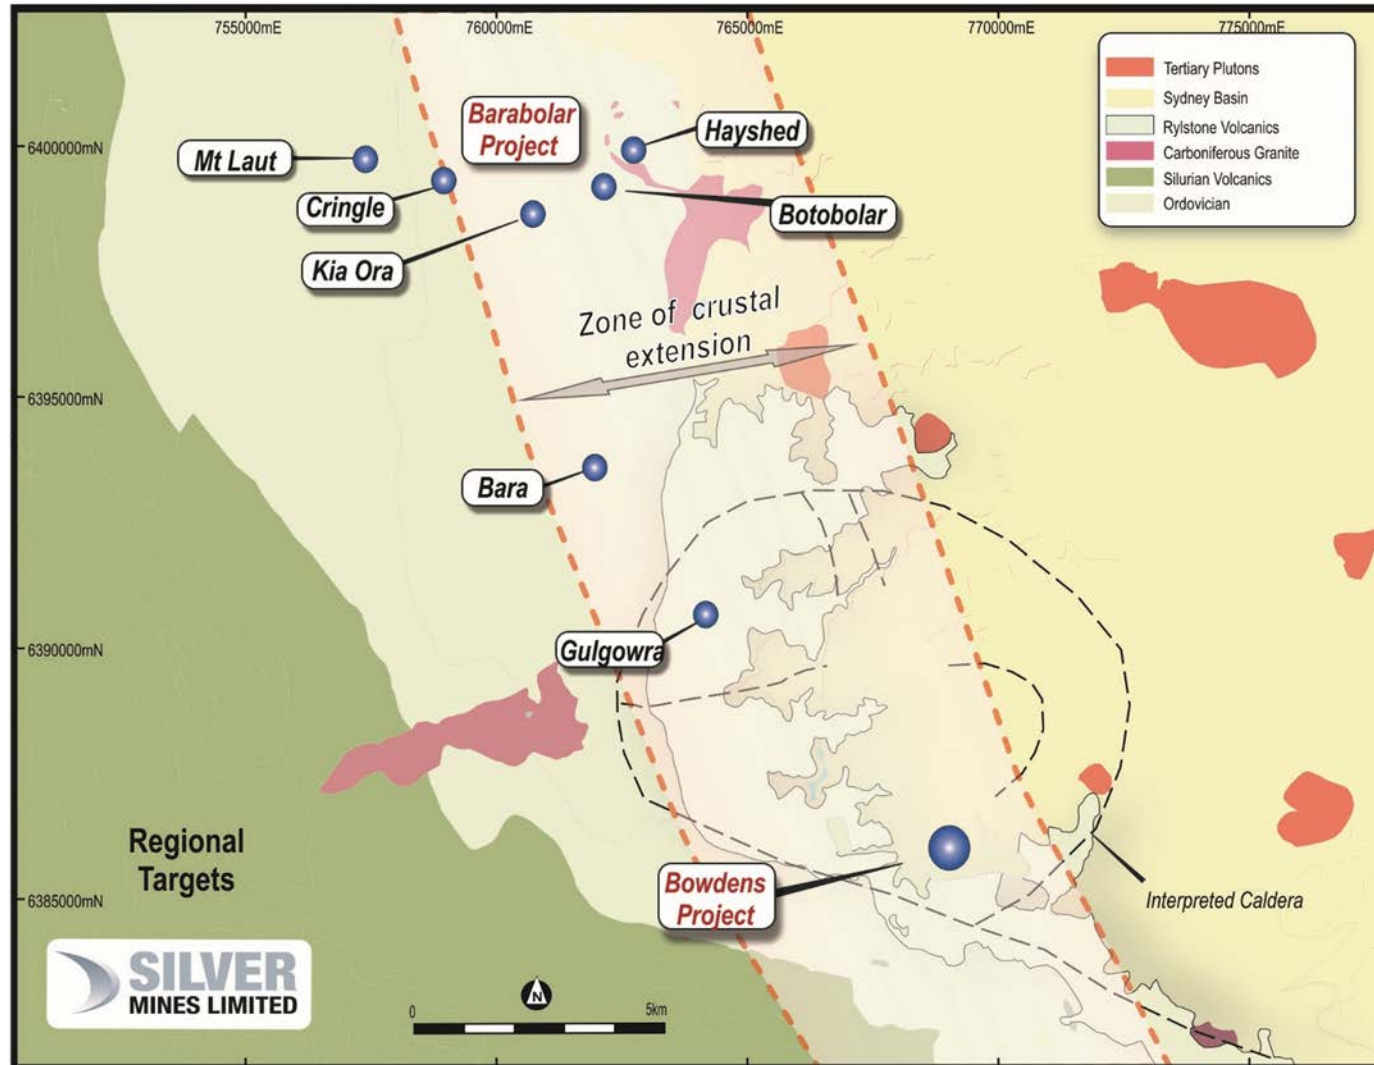 755000mE
760000mE
765000mE
770000mE
775000mE
Tertiary Plutons
Sydney Basin
Rylstone Volcanics
Carboniferous Granite
Silurian Volcanics
Ordovician
6400000mN
Barabolar
Project
Hayshed
Mt Laut
Cringle
Botobolar
Kia Ora
Zone of crustal
extension
6395000mN
Bara
6390000mN
Gulgowra
Regional
Targets
Bowdens
Project
6385000mN
Interpreted Caldera
SILVER
MINES LIMITED
N
0
5km